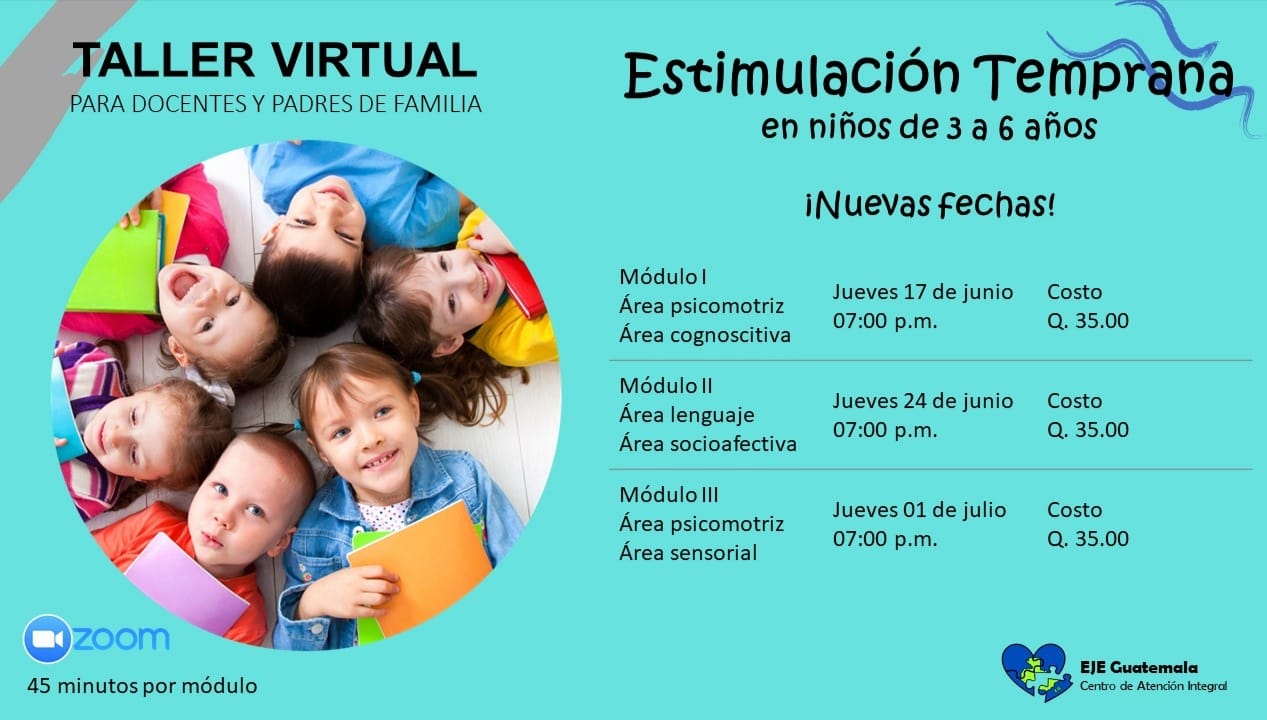 TALLER VIRTUAL
PARA DOCENTES Y PADRES DE FAMILIA
Estimulación Temprana
en niños de 3 a 6 años
¡Nuevas fechas!
Módulo I
Área psicomotriz
Área cognoscitiva
Jueves 17 de junio
07:00 p.m.
Costo
Q. 35.00
Módulo II
Área lenguaje
Área socioafectiva
Jueves 24 de junio
07:00 p.m.
Costo
Q. 35.00
Módulo III
Área psicomotriz
Área sensorial
Jueves 01 de julio
07:00 p.m.
Costo
Q. 35.00
zoom
45 minutos por módulo
EJE Guatemala
Centro de Atención Integral